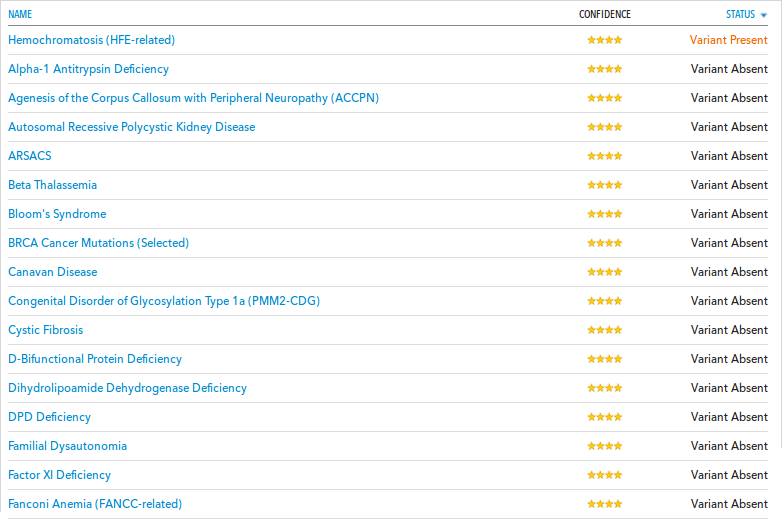 NAME CONFIDENCE STATUS
Hemochromatosis (HFE-related) Variant Present
Alpha-1 Antitrypsin Deficiency Variant Absent
Agenesis of the Corpus Callosum with Peripheral Neuropathy (ACCPN) Variant Absent
Autosomal Recessive Polycystic Kidney Disease Variant Absent
ARSACS Variant Absent
Beta Thalassemia Variant Absent
Bloom's Syndrome Variant Absent
BRCA Cancer Mutations (Selected) Variant Absent
Canavan Disease Variant Absent
Congenital Disorder of Glycosylation Type 1a (PMM2-CDG) Variant Absent
Cystic Fibrosis Variant Absent
D-Bifunctional Protein Deficiency Variant Absent
Dihydrolipoamide Dehydrogenase Deficiency Variant Absent
DPD Deficiency Variant Absent
Familial Dysautonomia Variant Absent
Factor XI Deficiency Variant Absent
Fanconi Anemia (FANCC-related) Variant Absent